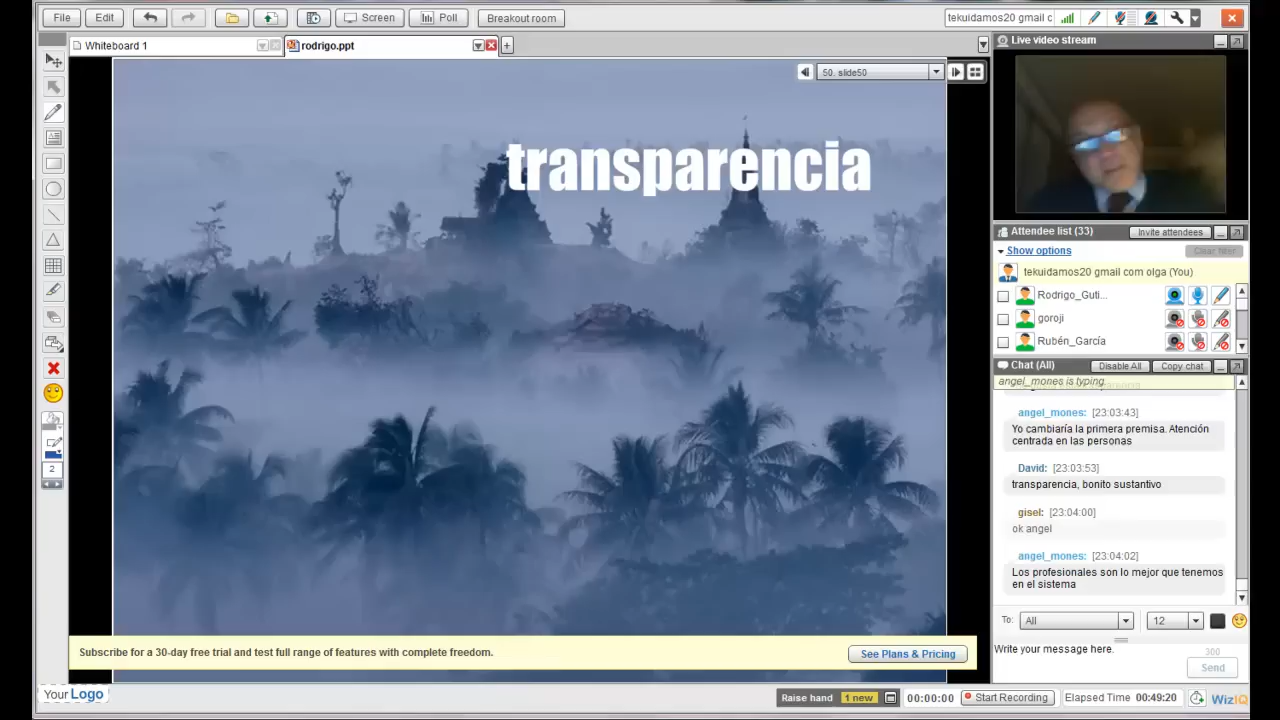 File
Edit
Screen
Poll
Breakout room
tekuidamos20 gmail c
Whiteboard 1
rodrigo.ppt
Live video stream
50. slide50
transparencia
Attendee list (33)
Invite attendees
Show options
Clear filter
tekuidamos20 gmail com olga (You)
Rodrigo_Guti...
goroji
Rubén_García
Chat (All)
Disable All
Copy chat
angel_mones is typing.
angel_mones: [23:03:43]
Yo cambiaría la primera premisa. Atención
centrada en las personas
David: [23:03:53]
transparencia, bonito sustantivo
gisel: [23:04:00]
ok angel
angel_mones: [23:04:02]
Los profesionales son lo mejor que tenemos
en el sistema
To:
All
12
Write your message here.
300
Send
2
Subscribe for a 30-day free trial and test full range of features with complete freedom.
See Plans & Pricing
Your Logo
Raise hand
1 new
00:00:00
Start Recording
Elapsed Time
00:49:20
WizIQ